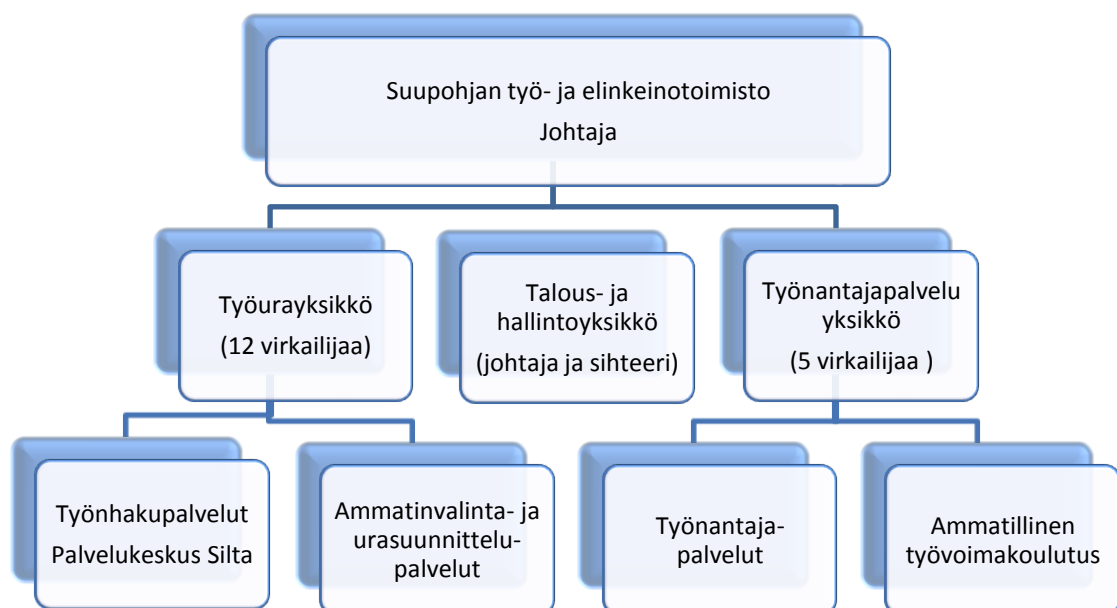 Suupohjan työ- ja elinkeinotoimisto
Johtaja
Työurayksikkö
(12 virkailijaa)
Talous- ja
hallintoyksikkö
(johtaja ja sihteeri)
Työnantajapalvelu
yksikkö
(5 virkailijaa )
Työnhakupalvelut
Palvelukeskus Silta
Ammatinvalinta- ja
urasuunnittelu-
palvelut
Työnantaja-
palvelut
Ammatillinen
työvoimakoulutus